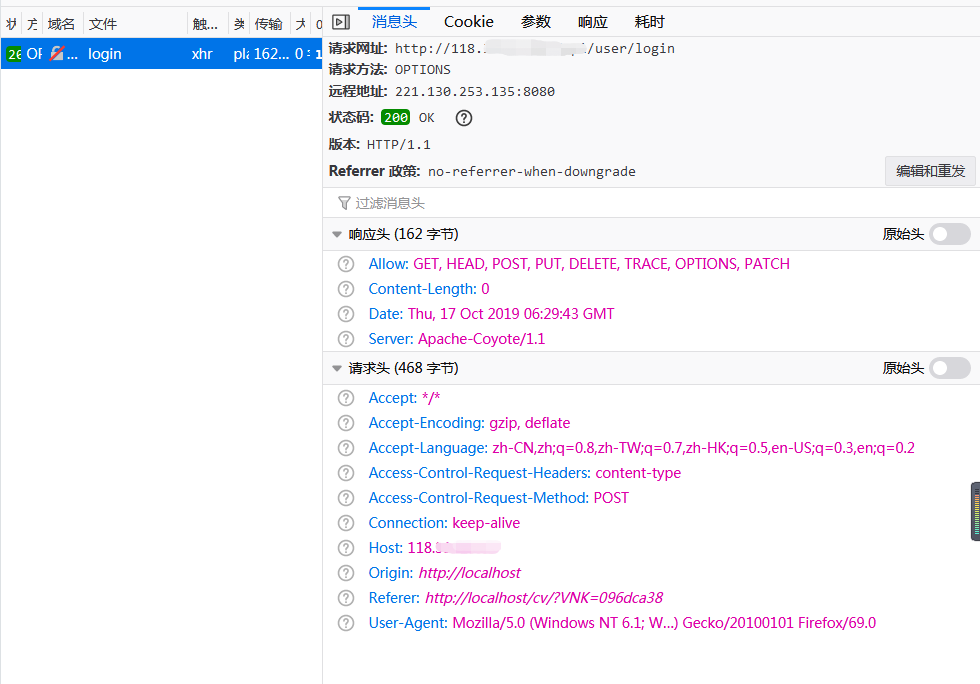 状 方 域名 文件 触... 类 传输 大
消息头 Cookie 参数 响应 耗时
OF ... login xhr pla 162... 0
请求网址: http://118. /user/login
请求方法: OPTIONS
远程地址: 221.130.253.135:8080
状态码: 200 OK
版本: HTTP/1.1
Referrer 政策: no-referrer-when-downgrade
编辑和重发
过滤消息头
响应头 (162 字节) 原始头
Allow: GET, HEAD, POST, PUT, DELETE, TRACE, OPTIONS, PATCH
Content-Length: 0
Date: Thu, 17 Oct 2019 06:29:43 GMT
Server: Apache-Coyote/1.1
请求头 (468 字节) 原始头
Accept: */*
Accept-Encoding: gzip, deflate
Accept-Language: zh-CN,zh;q=0.8,zh-TW;q=0.7,zh-HK;q=0.5,en-US;q=0.3,en;q=0.2
Access-Control-Request-Headers: content-type
Access-Control-Request-Method: POST
Connection: keep-alive
Host: 118.
Origin: http://localhost
Referer: http://localhost/cv/?VNK=096dca38
User-Agent: Mozilla/5.0 (Windows NT 6.1; W...) Gecko/20100101 Firefox/69.0